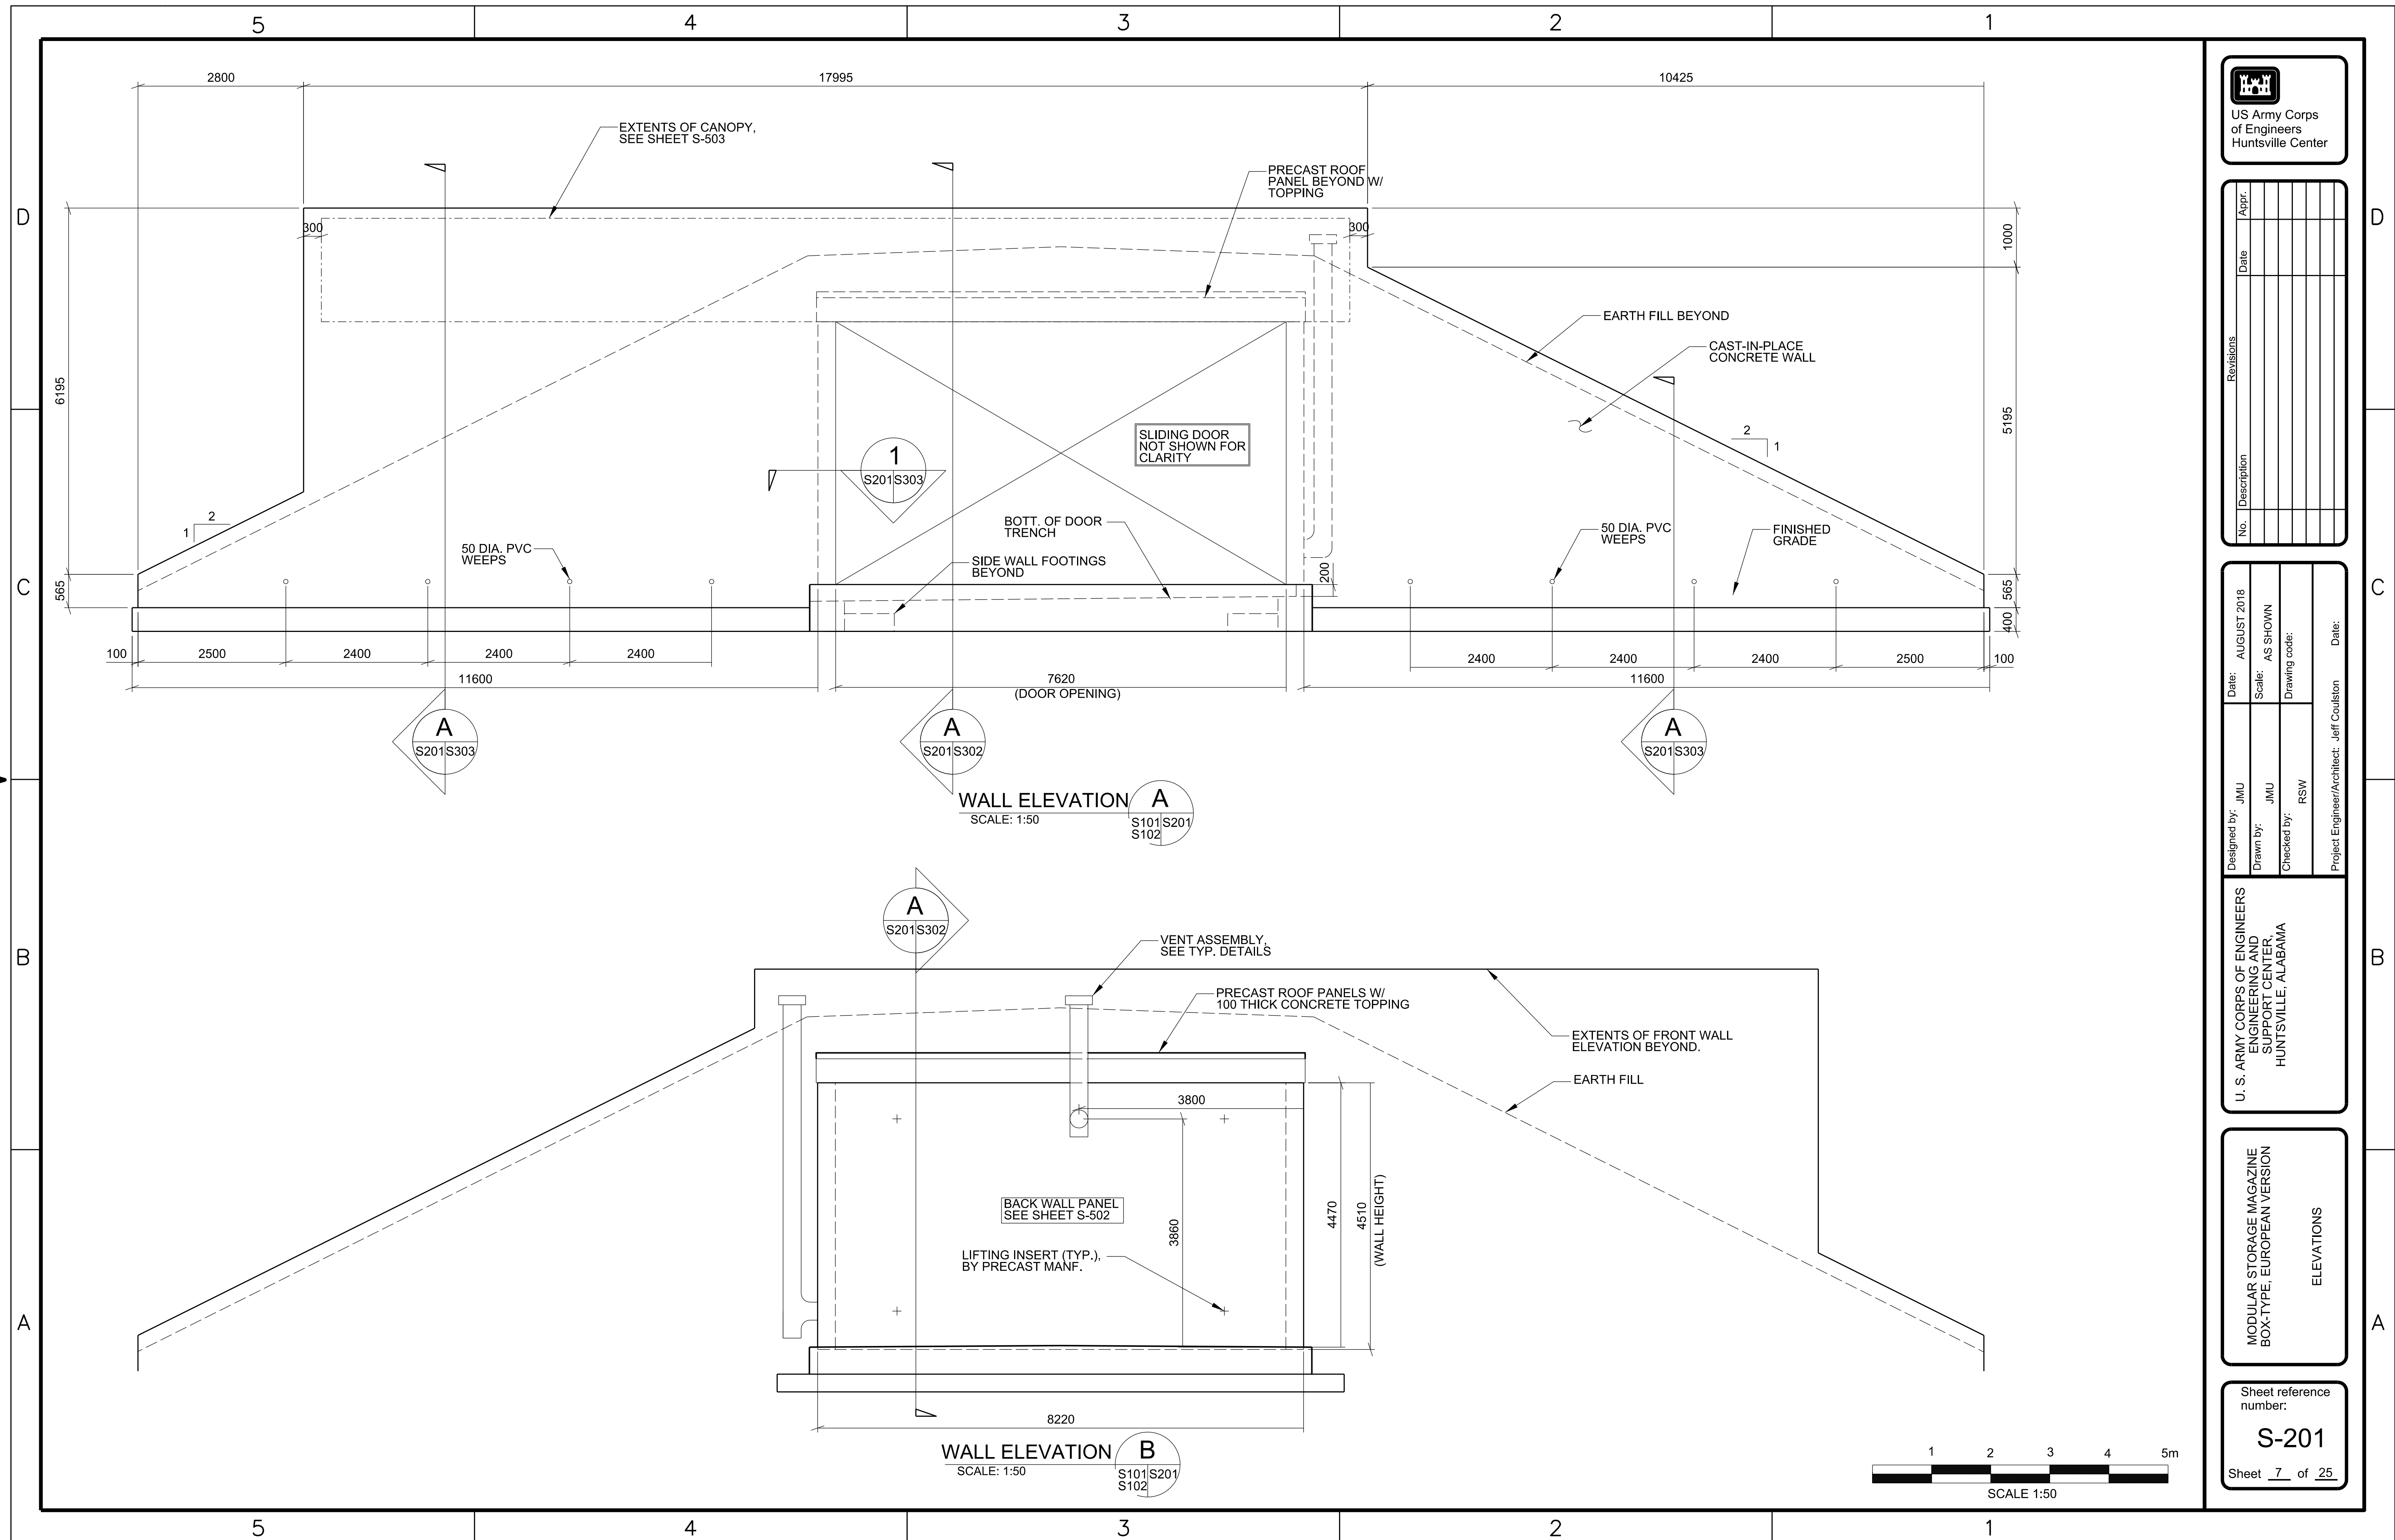 5
4
3
2
1
2800
17995
10425
EXTENTS OF CANOPY,
SEE SHEET S-503
PRECAST ROOF
PANEL BEYOND W/
TOPPING
D
D
300
300
1000
EARTH FILL BEYOND
CAST-IN-PLACE
CONCRETE WALL
6195
5195
SLIDING DOOR
NOT SHOWN FOR
CLARITY
2
1
1
S201
S303
2
1
BOTT. OF DOOR
TRENCH
50 DIA. PVC
WEEPS
SIDE WALL FOOTINGS
BEYOND
50 DIA. PVC
WEEPS
FINISHED
GRADE
200
C
C
565
565
400
100
2500
2400
2400
2400
2400
2400
2400
2500
100
11600
7620
(DOOR OPENING)
11600
A
S201
S303
A
S201
S302
A
S201
S303
WALL ELEVATION
SCALE: 1:50
A
S101
S201
S102
A
S201
S302
B
B
VENT ASSEMBLY,
SEE TYP. DETAILS
PRECAST ROOF PANELS W/
100 THICK CONCRETE TOPPING
EXTENTS OF FRONT WALL
ELEVATION BEYOND.
EARTH FILL
3800
BACK WALL PANEL
SEE SHEET S-502
3860
4470
4510
(WALL HEIGHT)
LIFTING INSERT (TYP.),
BY PRECAST MANF.
A
A
8220
WALL ELEVATION
SCALE: 1:50
B
S101
S201
S102
1
2
3
4
5m
SCALE 1:50
5
4
3
2
1
US Army Corps
of Engineers
Huntsville Center
Revisions
No.
Description
Date
Appr.
Designed by:
JMU
Date:
AUGUST 2018
Drawn by:
JMU
Scale:
AS SHOWN
Checked by:
RSW
Drawing code:
Project Engineer/Architect: Jeff Coulston
Date:
U. S. ARMY CORPS OF ENGINEERS
ENGINEERING AND
SUPPORT CENTER,
HUNTSVILLE, ALABAMA
MODULAR STORAGE MAGAZINE
BOX-TYPE, EUROPEAN VERSION
ELEVATIONS
Sheet reference
number:
S-201
Sheet 7 of 25